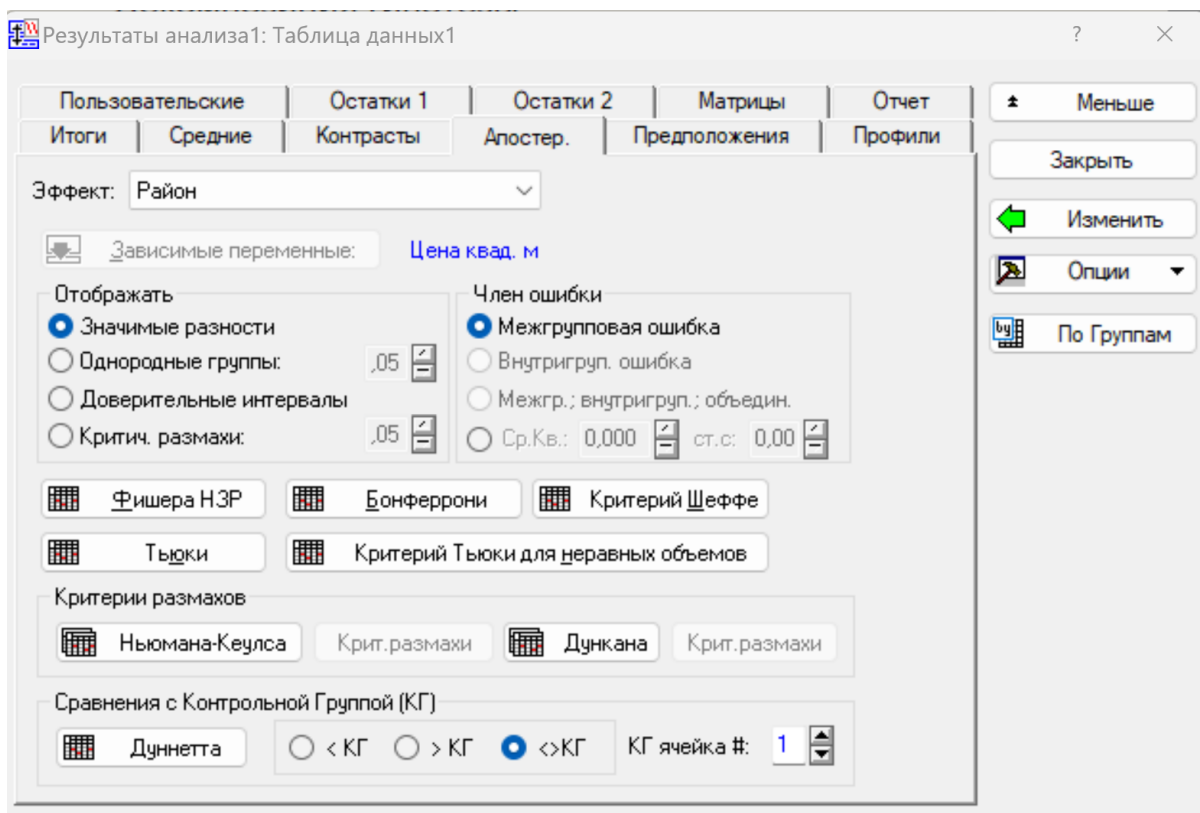 Результаты анализа1: Таблица данных1 ?
Пользовательские Остатки 1 Остатки 2 Матрицы Отчет
Итоги Средние Контрасты Апостер. Предположения Профили
Меньше
Закрыть
Изменить
Опции
По Группам
Эффект: Район
Зависимые переменные: Цена квад. м
Отображать
Значимые разности
Однородные группы: ,05
Доверительные интервалы
Критич. размахи: ,05
Член ошибки
Межгрупповая ошибка
Внутригруп. ошибка
Межгр.; внутригруп.; объедин.
Ср.Кв.: 0,000 ст.с: 0,00
Фишера НЗР Бонферрони Критерий Шеффе
Тьюки Критерий Тьюки для неравных объемов
Критерии размахов
Ньюмана-Кеулса Крит.размахи Дункана Крит.размахи
Сравнения с Контрольной Группой (КГ)
Дуннетта < КГ > КГ <>КГ КГ ячейка #: 1